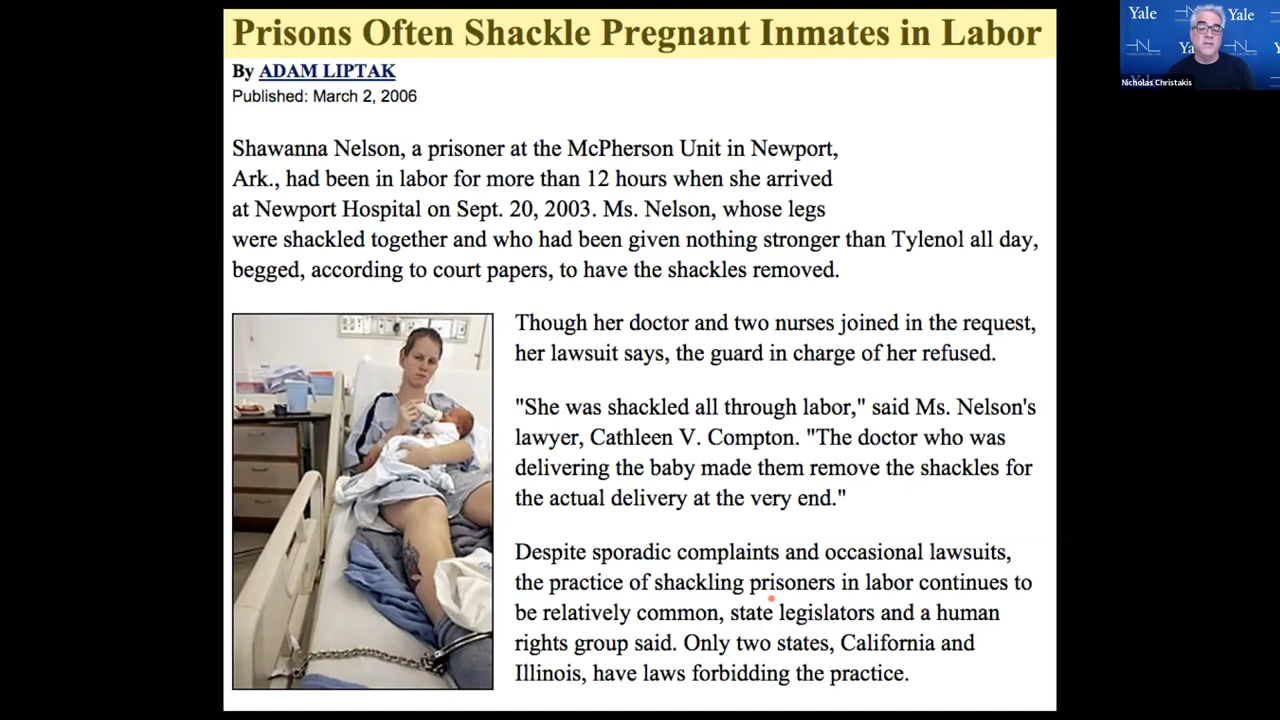 Prisons Often Shackle Pregnant Inmates in Labor
By ADAM LIPTAK
Published: March 2, 2006
Shawanna Nelson, a prisoner at the McPherson Unit in Newport,
Ark., had been in labor for more than 12 hours when she arrived
at Newport Hospital on Sept. 20, 2003. Ms. Nelson, whose legs
were shackled together and who had been given nothing stronger than Tylenol all day,
begged, according to court papers, to have the shackles removed.
Though her doctor and two nurses joined in the request,
her lawsuit says, the guard in charge of her refused.
"She was shackled all through labor," said Ms. Nelson's
lawyer, Cathleen V. Compton. "The doctor who was
delivering the baby made them remove the shackles for
the actual delivery at the very end."
Despite sporadic complaints and occasional lawsuits,
the practice of shackling prisoners in labor continues to
be relatively common, state legislators and a human
rights group said. Only two states, California and
Illinois, have laws forbidding the practice.
Yale
Yale
Nicholas Christakis